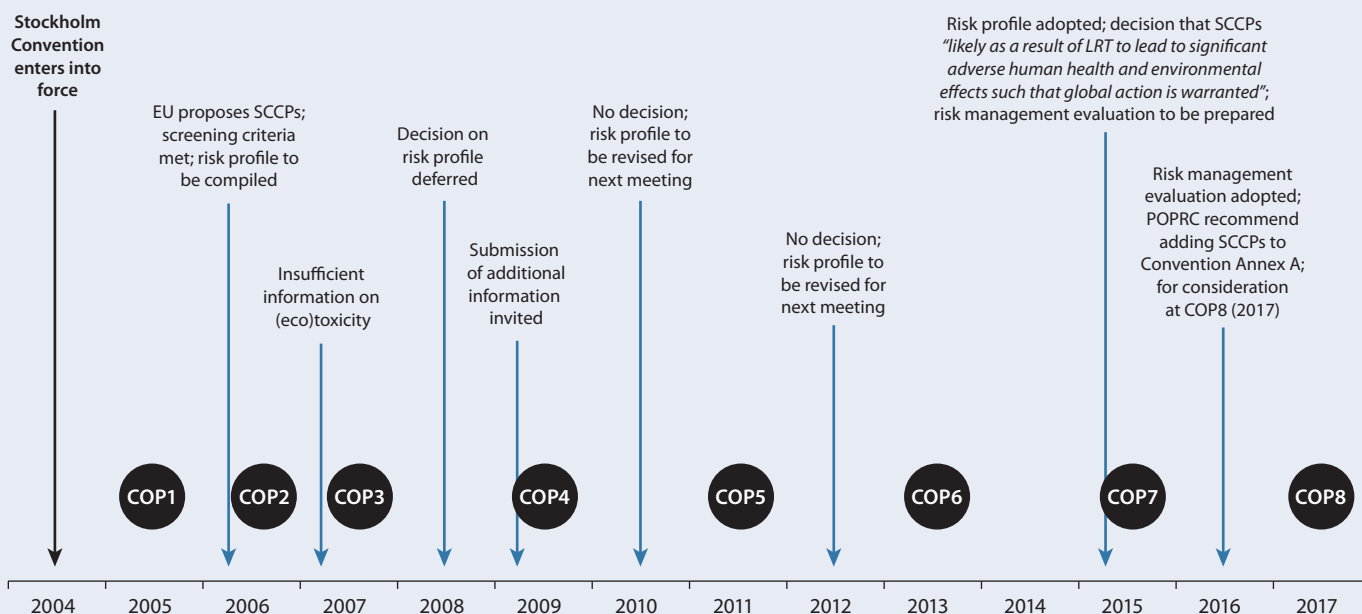 Stockholm
Convention
enters into
force
EU proposes SCCPs;
screening criteria
met; risk profile to
be compiled
Insufficient
information on
(eco)toxicity
Decision on
risk profile
deferred
Submission
of additional
information
invited
No decision;
risk profile to
be revised for
next meeting
No decision;
risk profile to
be revised for
next meeting
Risk profile adopted; decision that SCCPs
“likely as a result of LRT to lead to significant
adverse human health and environmental
effects such that global action is warranted”;
risk management evaluation to be prepared
Risk management
evaluation adopted;
POPRC recommend
adding SCCPs to
Convention Annex A;
for consideration
at COP8 (2017)
COP1
COP2
COP3
COP4
COP5
COP6
COP7
COP8
2004
2005
2006
2007
2008
2009
2010
2011
2012
2013
2014
2015
2016
2017